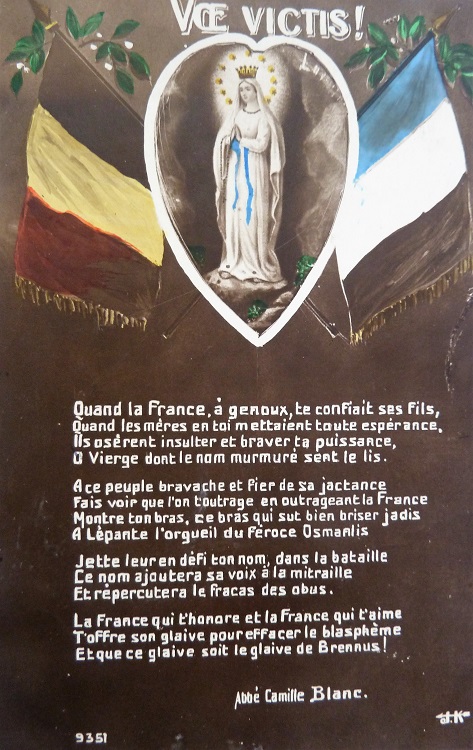 VŒ VICTIS!
Quand la France, à genoux, te confiait ses fils,
Quand les mères en toi mettaient toute espérance,
Ils osèrent insulter et braver ta puissance,
O Vierge dont le nom murmuré sent le lis.
A ce peuple bravache et fier de sa jactance
Fais voir que l'on t'outrage en outrageant la France
Montre ton bras, ce bras qui sut bien briser jadis
A Lépante l'orgueil du féroce Osmanlis
Jette leur en défi ton nom, dans la bataille
Ce nom ajoutera sa voix à la mitraille
Et répercutera le fracas des obus.
La France qui t'honore et la France qui t'aime
T'offre son glaive pour effacer le blasphème
Et que ce glaive soit le glaive de Brennus!
Abbé Camille Blanc.
9351